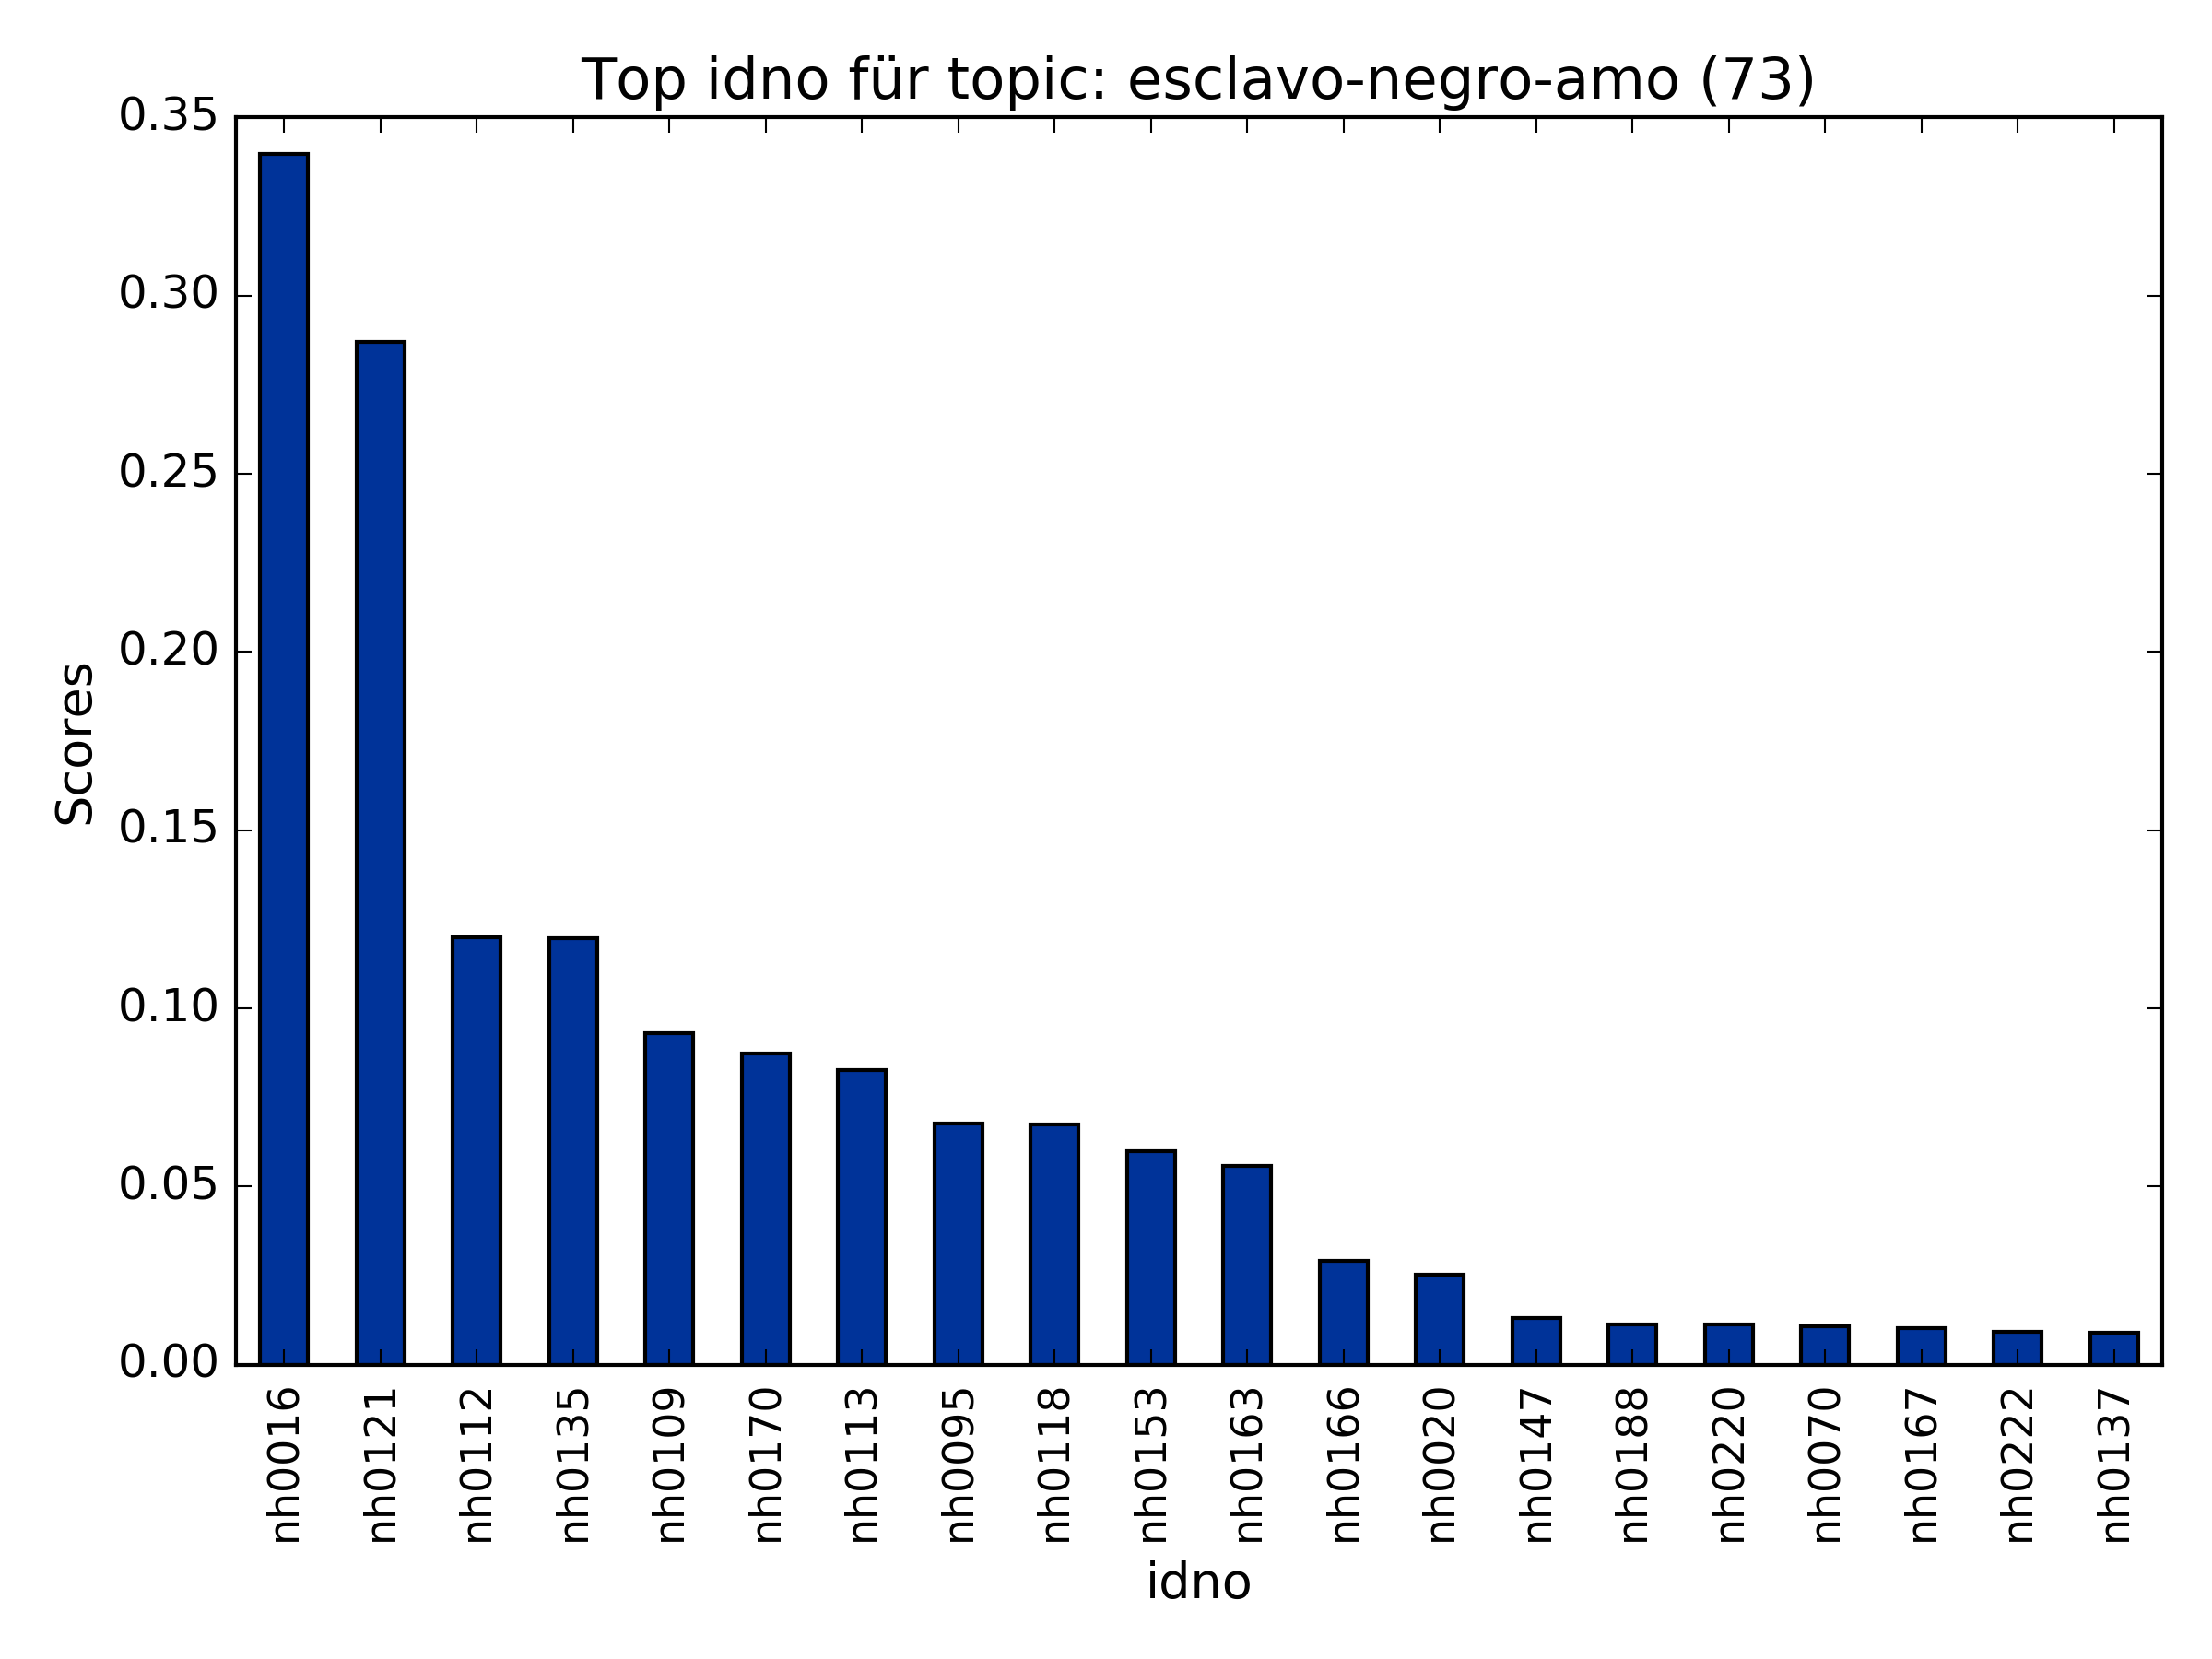 Top idno für topic: esclavo-negro-amo (73)
0.35
0.30
0.25
0.20
0.15
0.10
0.05
0.00
Scores
nh0016
nh0121
nh0112
nh0135
nh0109
nh0170
nh0113
nh0095
nh0118
nh0153
nh0163
nh0166
nh0020
nh0147
nh0188
nh0220
nh0070
nh0167
nh0222
nh0137
idno